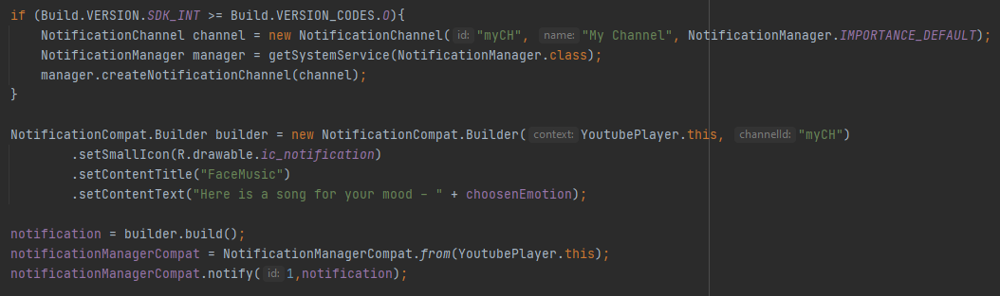 if (Build.VERSION.SDK_INT >= Build.VERSION_CODES.O){
    NotificationChannel channel = new NotificationChannel( id: "myCH", name: "My Channel", NotificationManager.IMPORTANCE_DEFAULT);
    NotificationManager manager = getSystemService(NotificationManager.class);
    manager.createNotificationChannel(channel);
}
NotificationCompat.Builder builder = new NotificationCompat.Builder( context: YoutubePlayer.this, channelId: "myCH")
        .setSmallIcon(R.drawable.ic_notification)
        .setContentTitle("FaceMusic")
        .setContentText("Here is a song for your mood - " + choosenEmotion);
notification = builder.build();
notificationManagerCompat = NotificationManagerCompat.from(YoutubePlayer.this);
notificationManagerCompat.notify( id: 1,notification);